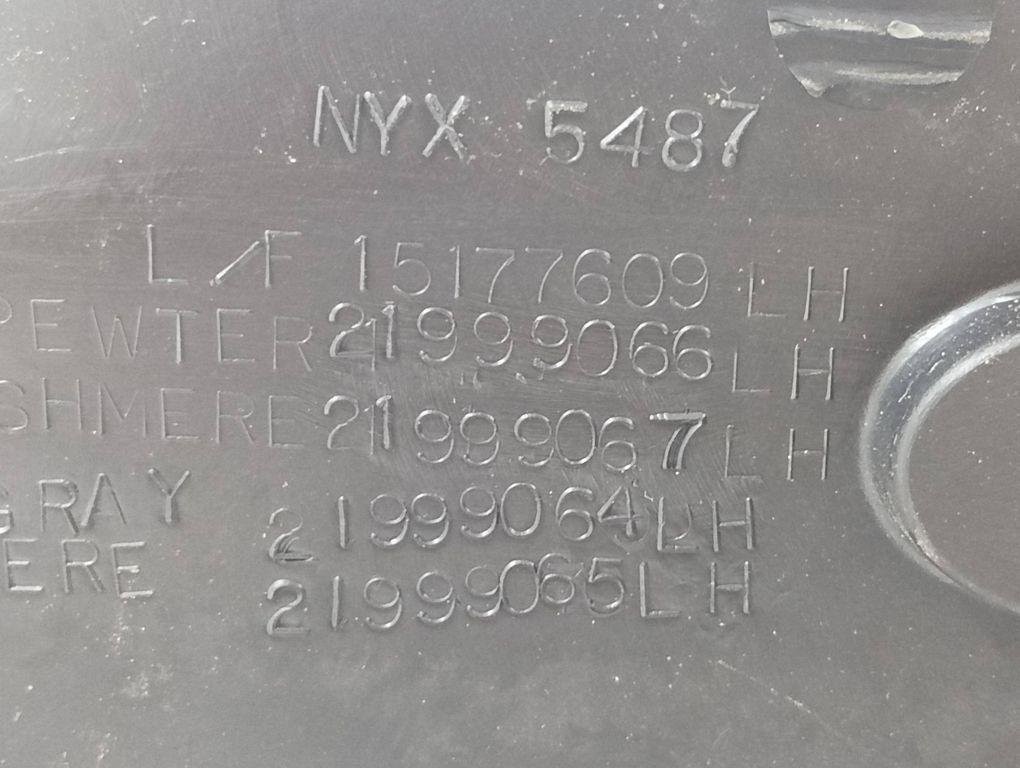 NYX 5487
L/F 15177609 LH
PEWTER 21999066 LH
SHMERE 21999067 LH
GRAY 21999064 LH
ERE 21999065 LH